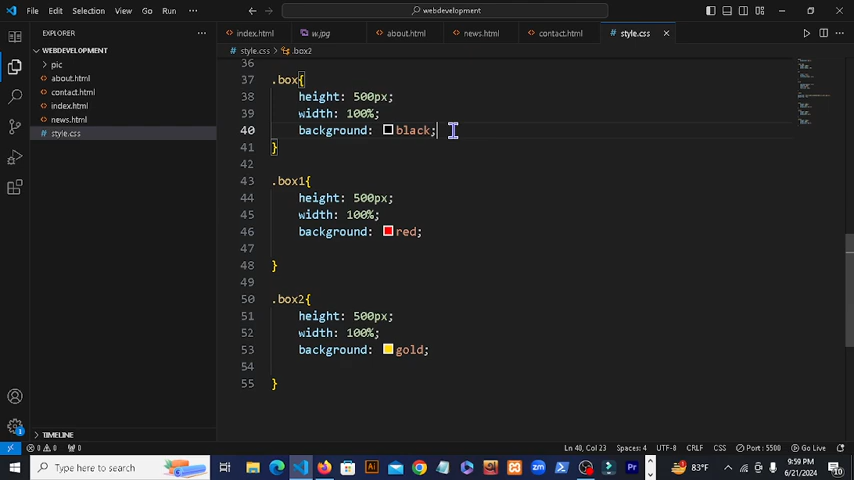 File Edit Selection View Go Run ··· webdevelopment
EXPLORER ··· index.html w.jpg about.html news.html contact.html style.css
WEBDEVELOPMENT
pic
about.html
contact.html
index.html
news.html
style.css
TIMELINE
style.css > .box2
36
37 .box{
38 height: 500px;
39 width: 100%;
40 background: black;
41 }
42
43 .box1{
44 height: 500px;
45 width: 100%;
46 background: red;
47
48 }
49
50 .box2{
51 height: 500px;
52 width: 100%;
53 background: gold;
54
55 }
0 0 0 Ln 40, Col 23 Spaces: 4 UTF-8 CRLF CSS Port : 5500 Go Live
Type here to search 83°F 9:59 PM
6/21/2024